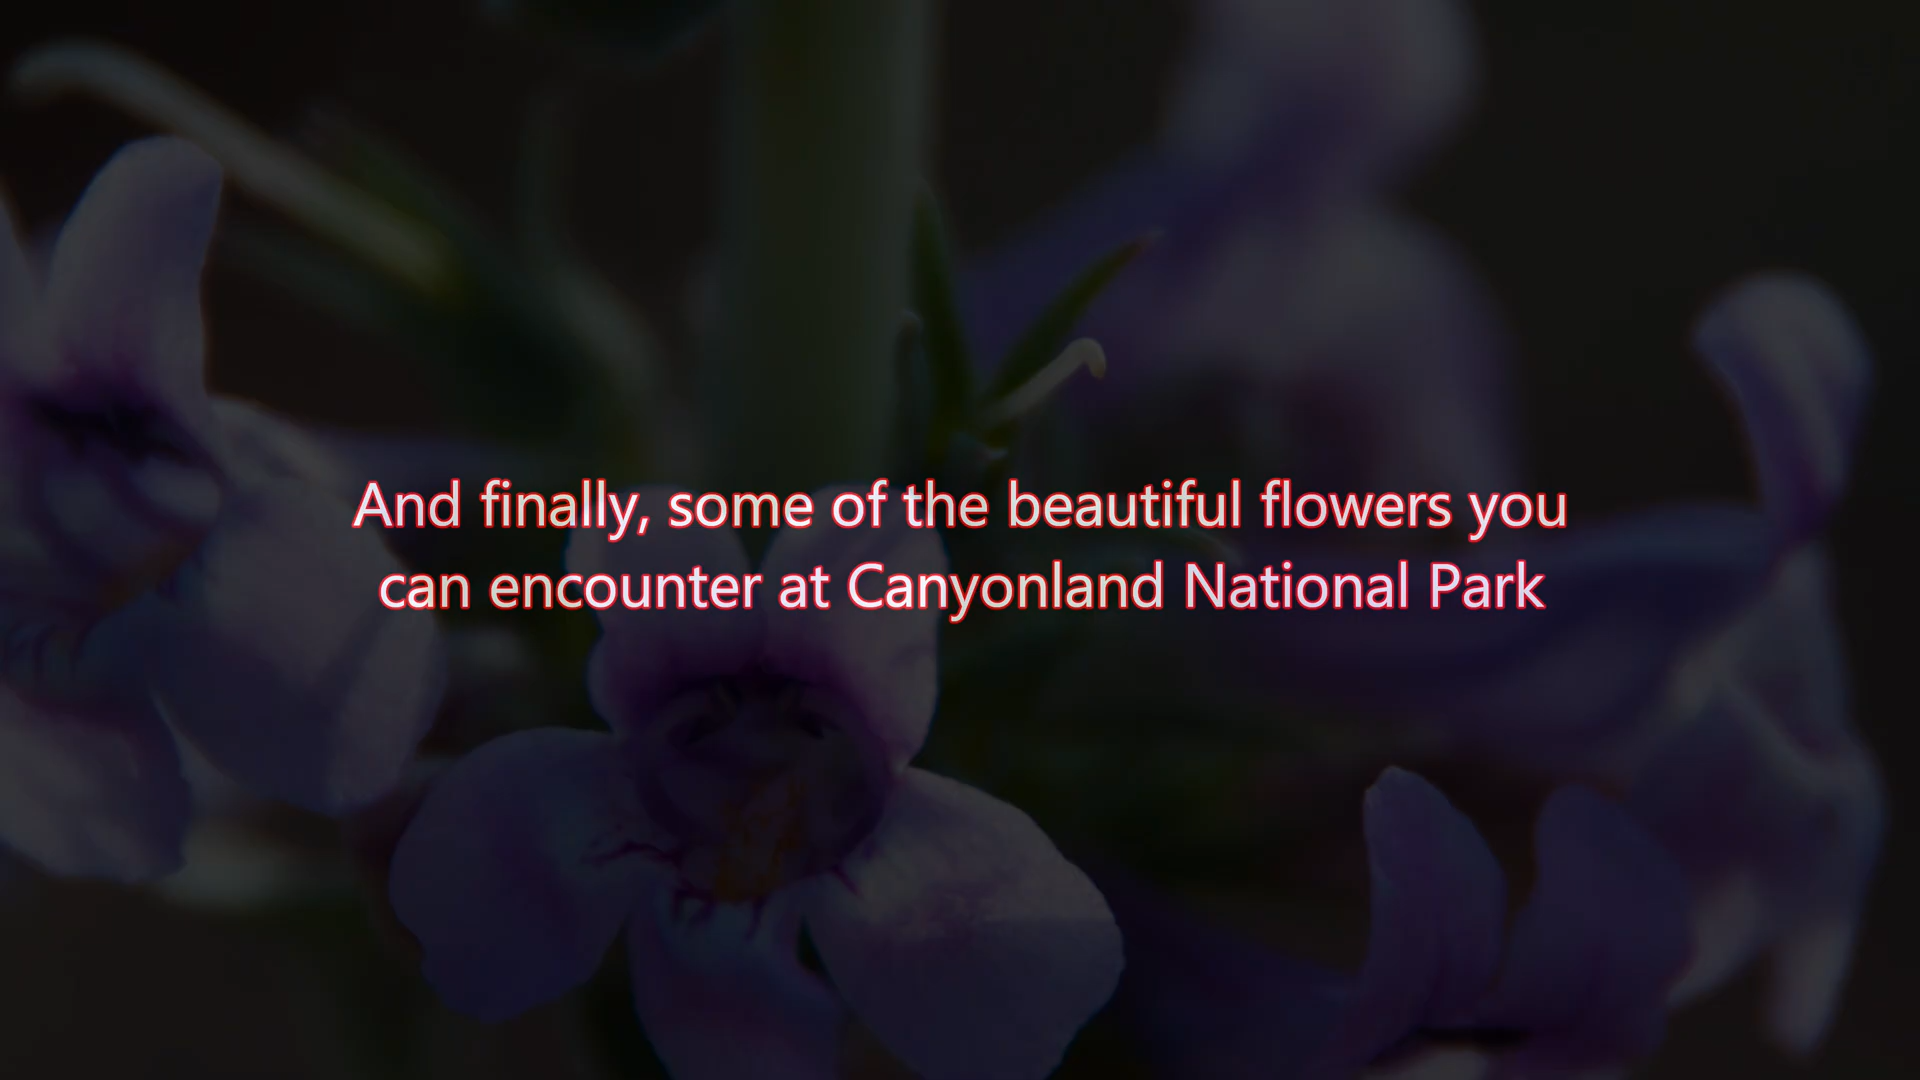 And finally, some of the beautiful flowers you
can encounter at Canyonland National Park